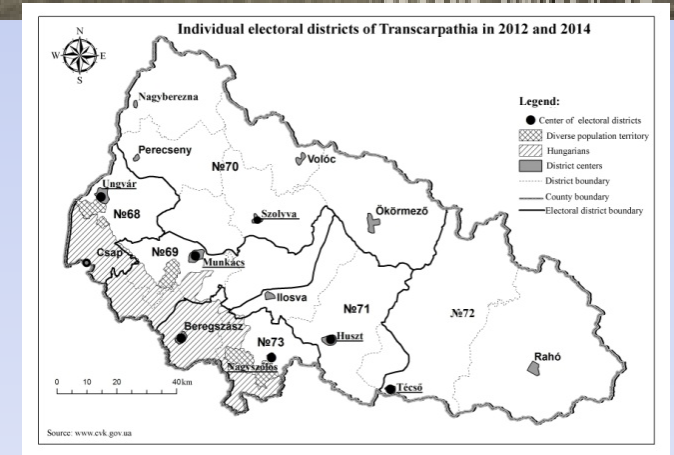 Individual electoral districts of Transcarpathia in 2012 and 2014
N
W
E
S
Nagyberezna
Legend:
Center of electoral districts
Diverse population territory
Hungarians
District centers
District boundary
County boundary
Electoral district boundary
Perecseny
№70
Volóc
Ungvár
№68
Szolyva
Ökörmező
№69
Csap
Munkács
Ilosva
№71
№72
Beregszász
№73
Huszt
Nagyszőlős
Rahó
Técső
0 10 20 40 km
Source: www.cvk.gov.ua